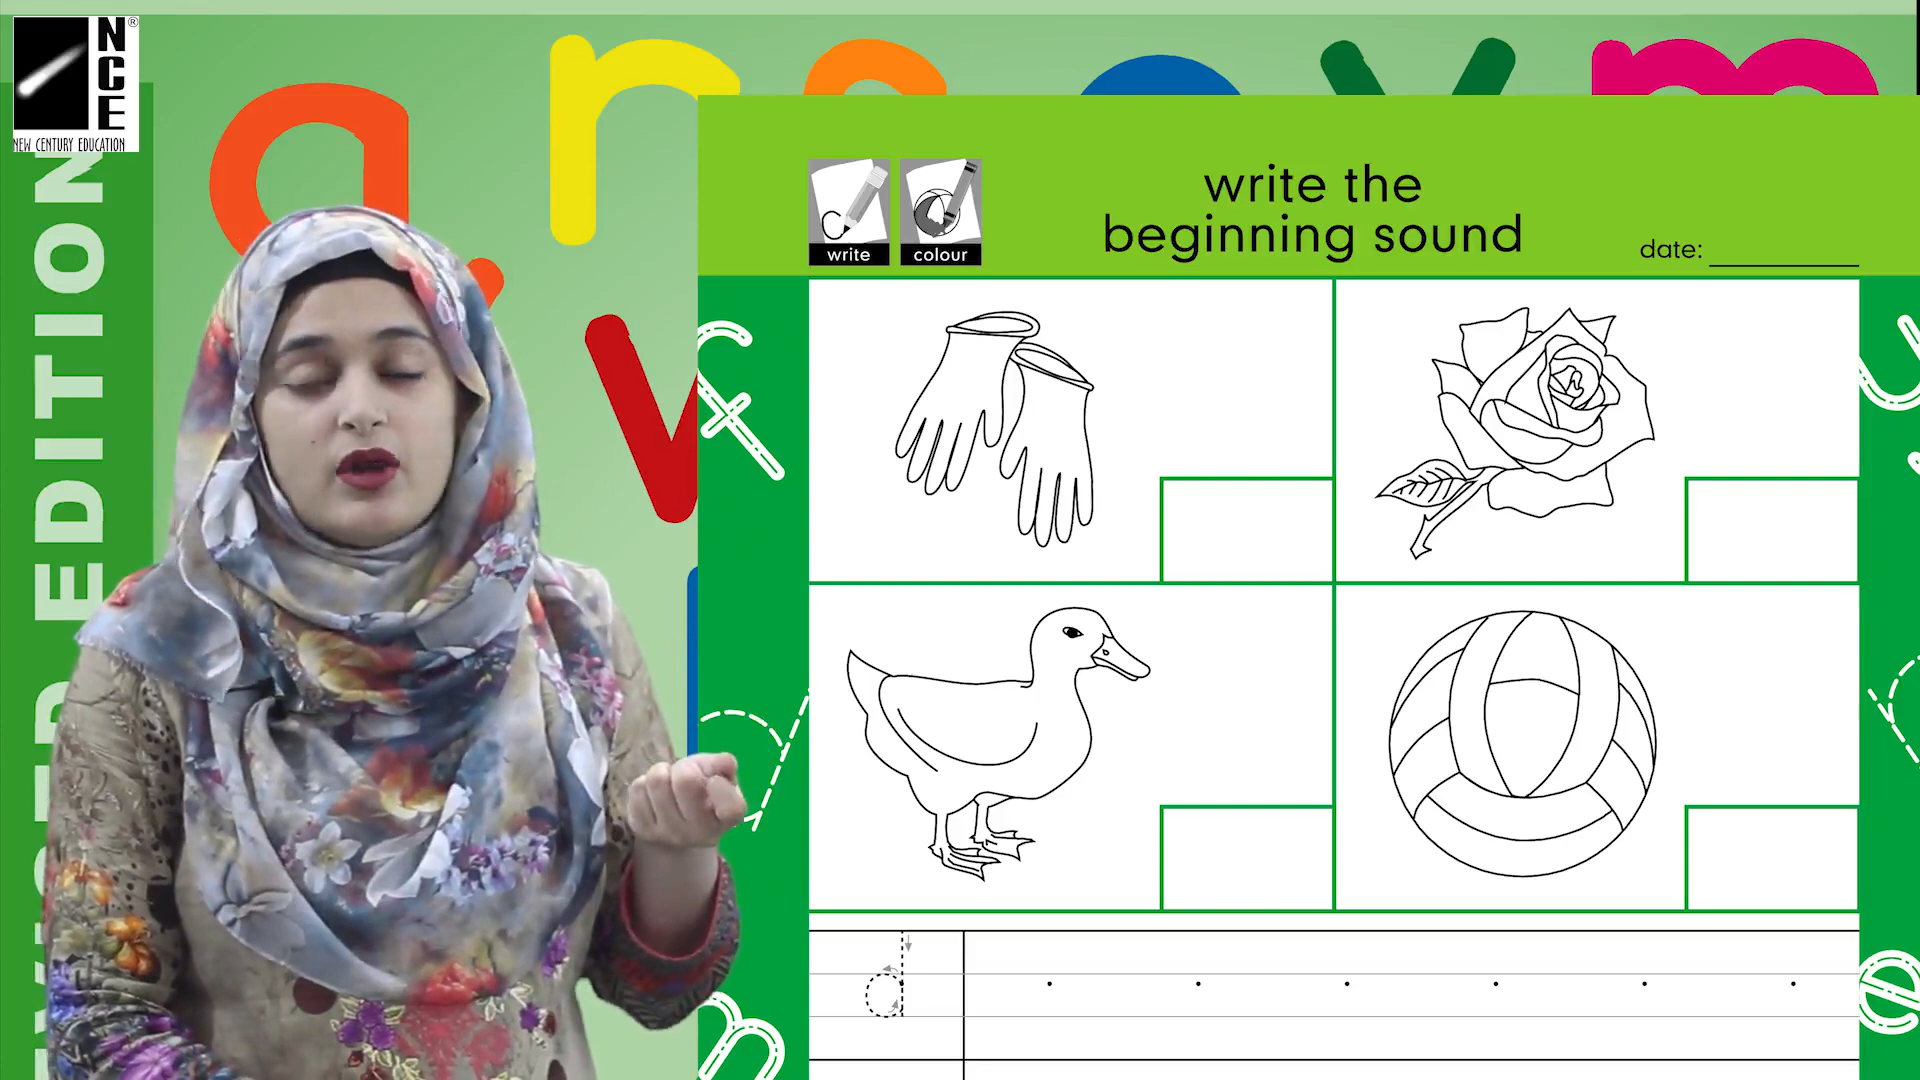 NCE®
NEW CENTURY EDUCATION
EDITION
a n e o y m
write
colour
write the
beginning sound
date:
d